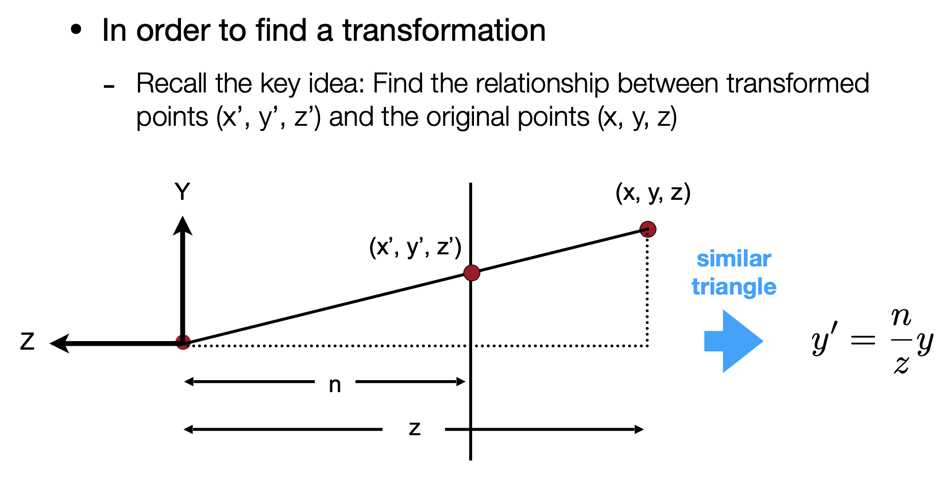 • In order to find a transformation
- Recall the key idea: Find the relationship between transformed
points (x’, y’, z’) and the original points (x, y, z)
Y
(x, y, z)
(x’, y’, z’)
similar
triangle
Z
y′ = n/z y
n
z